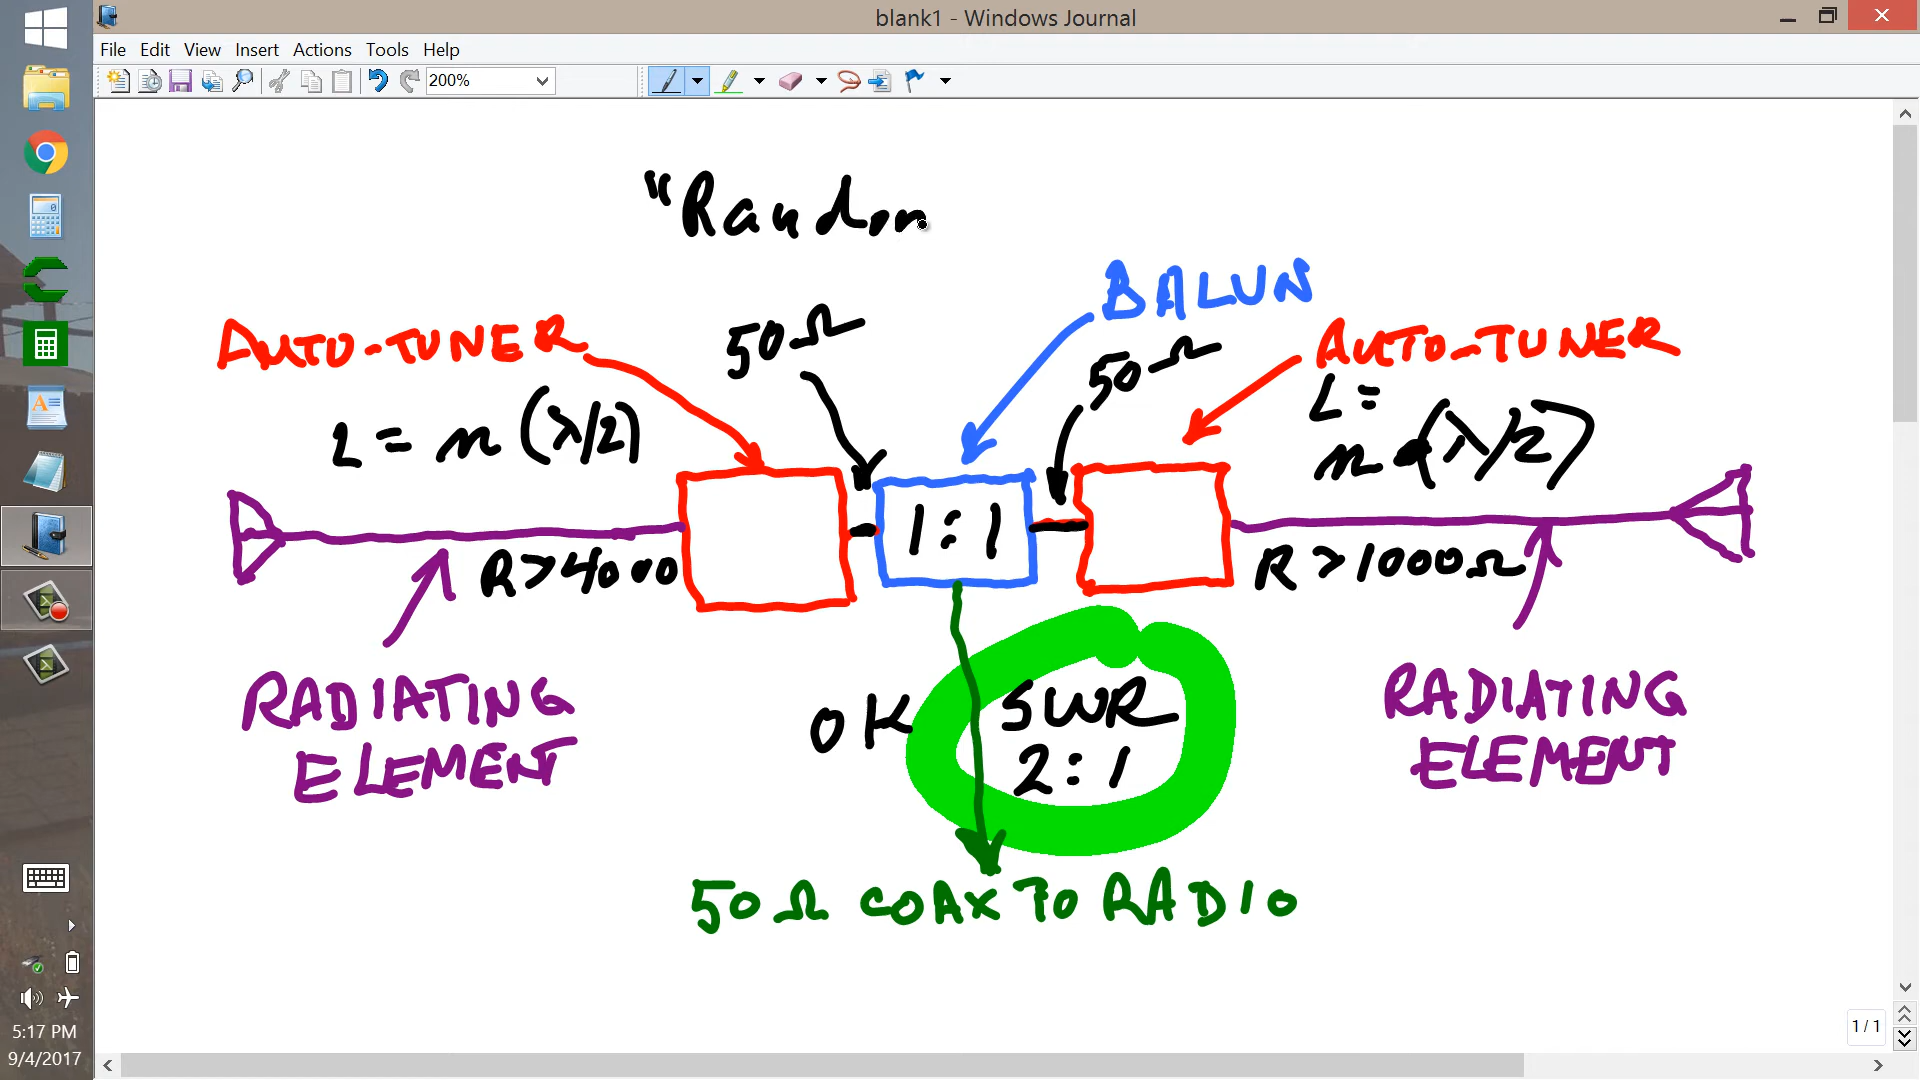 blank1 - Windows Journal
File Edit View Insert Actions Tools Help
200%
"Random
BALUN
AUTO-TUNER
50Ω
50Ω
AUTO-TUNER
L = n (λ/2)
L =
n (λ/2)
1:1
R>4000
R >1000Ω
RADIATING
ELEMENT
OK
SWR
2:1
RADIATING
ELEMENT
50Ω COAX TO RADIO
1 / 1
5:17 PM
9/4/2017